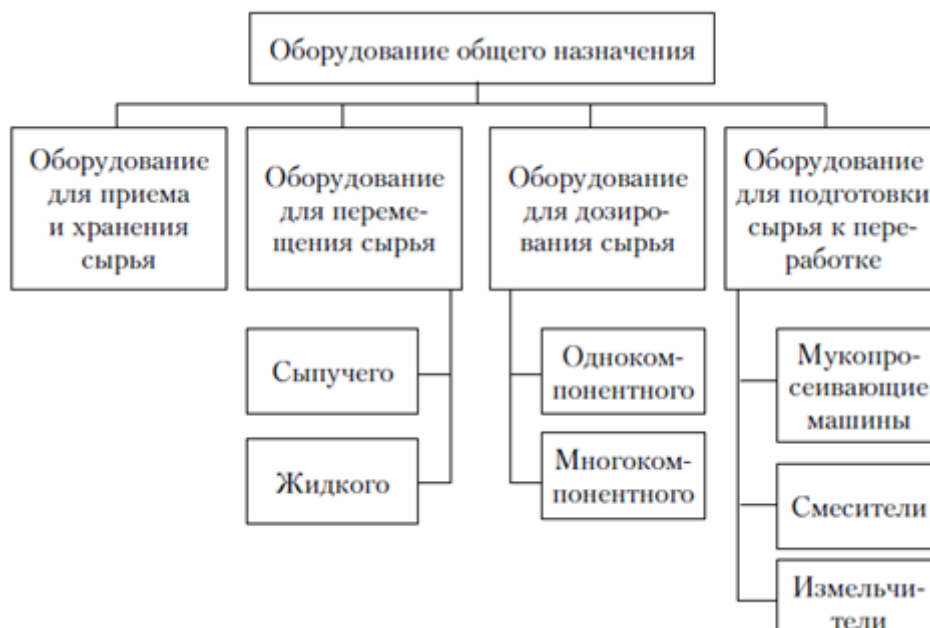 Оборудование общего назначения
Оборудование
для приема
и хранения
сырья
Оборудование
для переме-
щения сырья
Оборудование
для дозиро-
вания сырья
Оборудование
для подготовки
сырья к пере-
работке
Сыпучего
Жидкого
Одноком-
понентного
Многоком-
понентного
Мукопро-
сеивающие
машины
Смесители
Измельчи-
тели